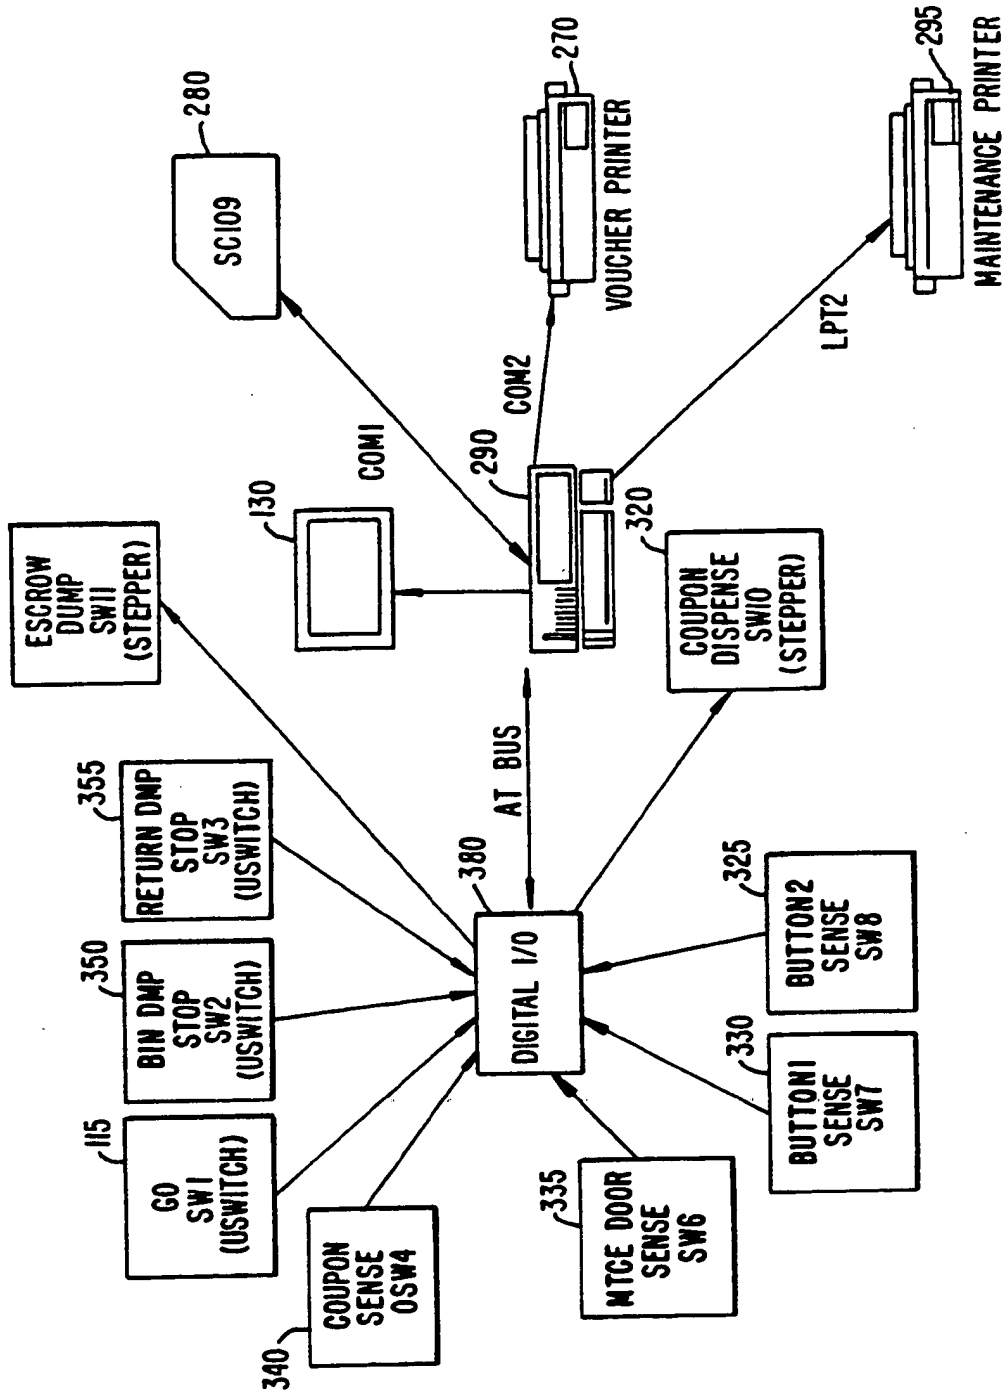 115
GO
SW1
(USWITCH)
350
BIN DMP
STOP
SW2
(USWITCH)
355
RETURN DMP
STOP
SW3
(USWITCH)
ESCROW
DUMP
SW11
(STEPPER)
280
SC109
340
COUPON
SENSE
OSW4
130
COM1
380
DIGITAL I/O
AT BUS
290
COM2
270
VOUCHER PRINTER
335
MTCE DOOR
SENSE
SW6
330
BUTTON1
SENSE
SW7
325
BUTTON2
SENSE
SW8
320
COUPON
DISPENSE
SW10
(STEPPER)
LPT2
295
MAINTENANCE PRINTER